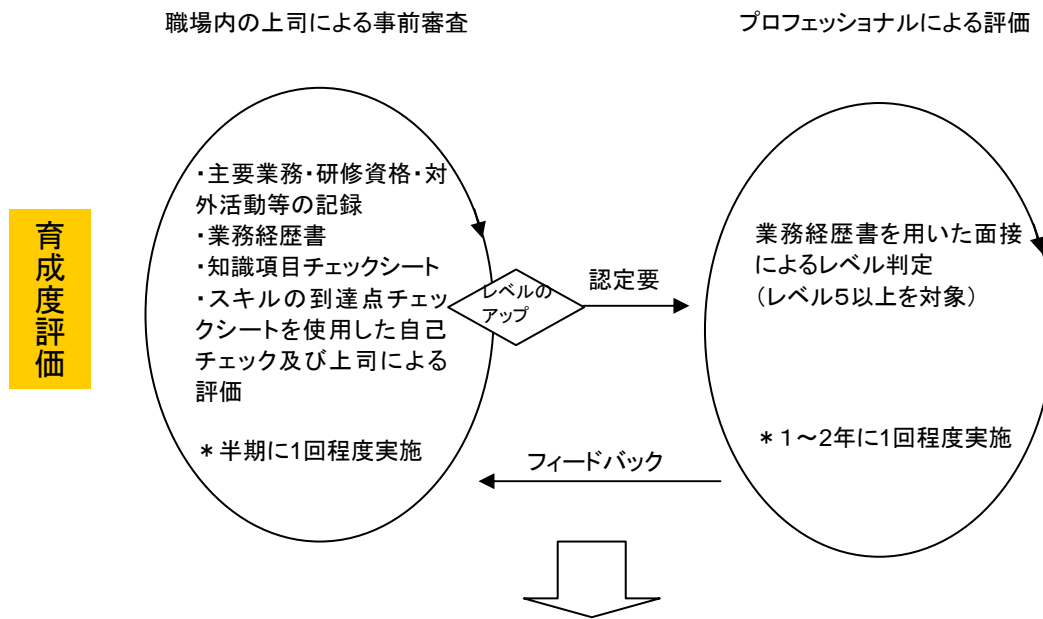 職場内の上司による事前審査
プロフェッショナルによる評価
育成度評価
・主要業務・研修資格・対
外活動等の記録
・業務経歴書
・知識項目チェックシート
・スキルの到達点チェッ
クシートを使用した自己
チェック及び上司による
評価
＊半期に1回程度実施
レベルの
アップ
認定要
業務経歴書を用いた面接
によるレベル判定
（レベル5以上を対象）
＊１～2年に1回程度実施
フィードバック